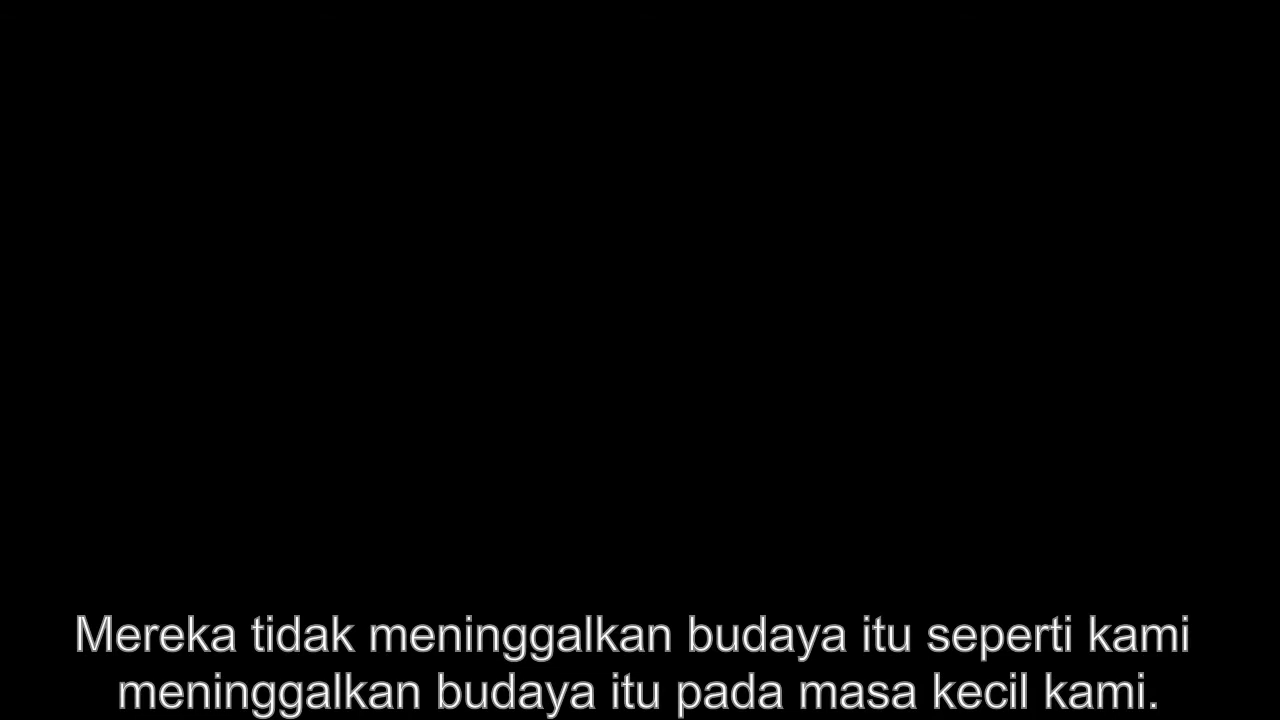 Mereka tidak meninggalkan budaya itu seperti kami
meninggalkan budaya itu pada masa kecil kami.